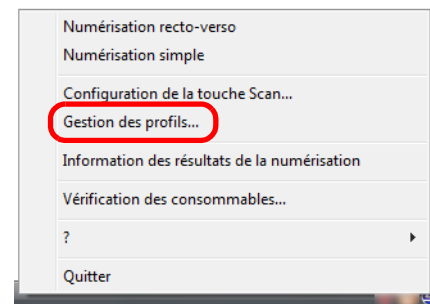 Numérisation recto-verso
Numérisation simple
Configuration de la touche Scan...
Gestion des profils...
Information des résultats de la numérisation
Vérification des consommables...
?
Quitter